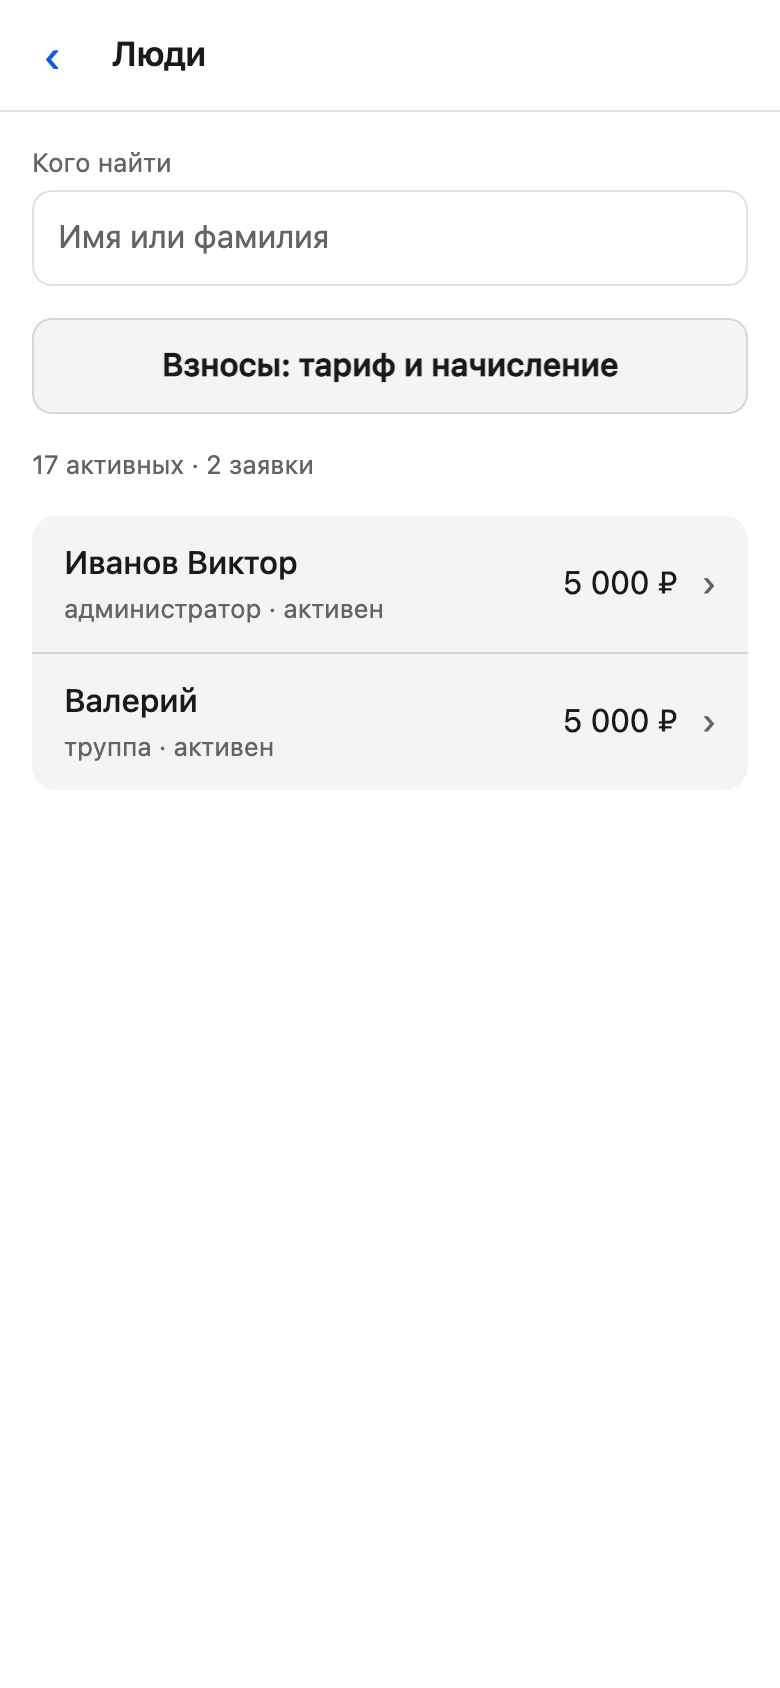 ‹ Люди
Кого найти
Имя или фамилия
Взносы: тариф и начисление
17 активных · 2 заявки
Иванов Виктор
администратор · активен
5 000 ₽ ›
Валерий
труппа · активен
5 000 ₽ ›